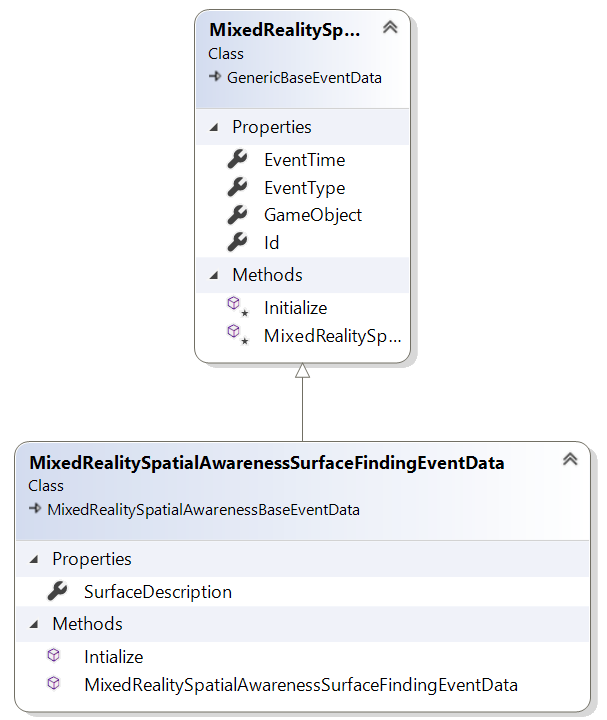 MixedRealitySp...
Class
GenericBaseEventData
Properties
EventTime
EventType
GameObject
Id
Methods
Initialize
MixedRealitySp...
MixedRealitySpatialAwarenessSurfaceFindingEventData
Class
MixedRealitySpatialAwarenessBaseEventData
Properties
SurfaceDescription
Methods
Intialize
MixedRealitySpatialAwarenessSurfaceFindingEventData